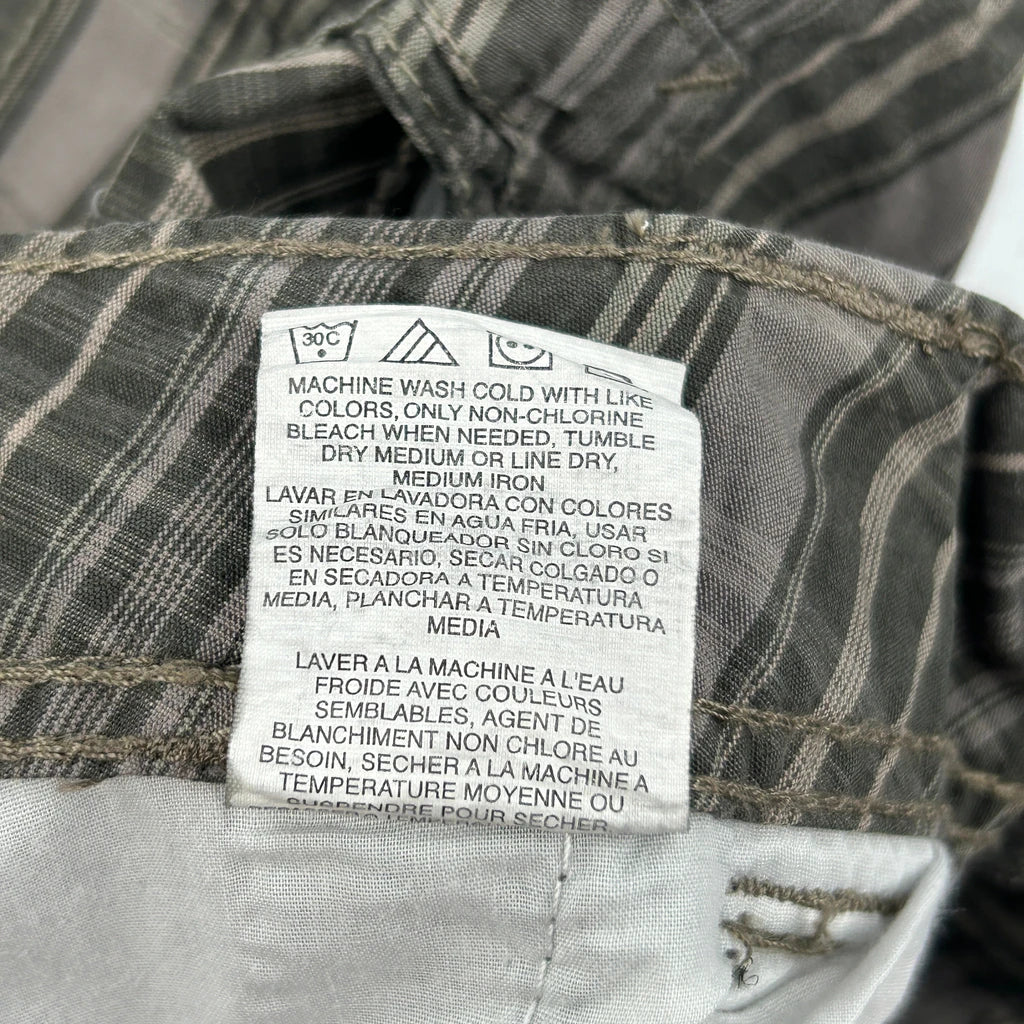 30C
MACHINE WASH COLD WITH LIKE
COLORS, ONLY NON-CHLORINE
BLEACH WHEN NEEDED, TUMBLE
DRY MEDIUM OR LINE DRY,
MEDIUM IRON
LAVAR EN LAVADORA CON COLORES
SIMILARES EN AGUA FRIA, USAR
SOLO BLANQUEADOR SIN CLORO SI
ES NECESARIO, SECAR COLGADO O
EN SECADORA A TEMPERATURA
MEDIA, PLANCHAR A TEMPERATURA
MEDIA
LAVER A LA MACHINE A L'EAU
FROIDE AVEC COULEURS
SEMBLABLES, AGENT DE
BLANCHIMENT NON CHLORE AU
BESOIN, SECHER A LA MACHINE A
TEMPERATURE MOYENNE OU
SUSPENDRE POUR SECHER